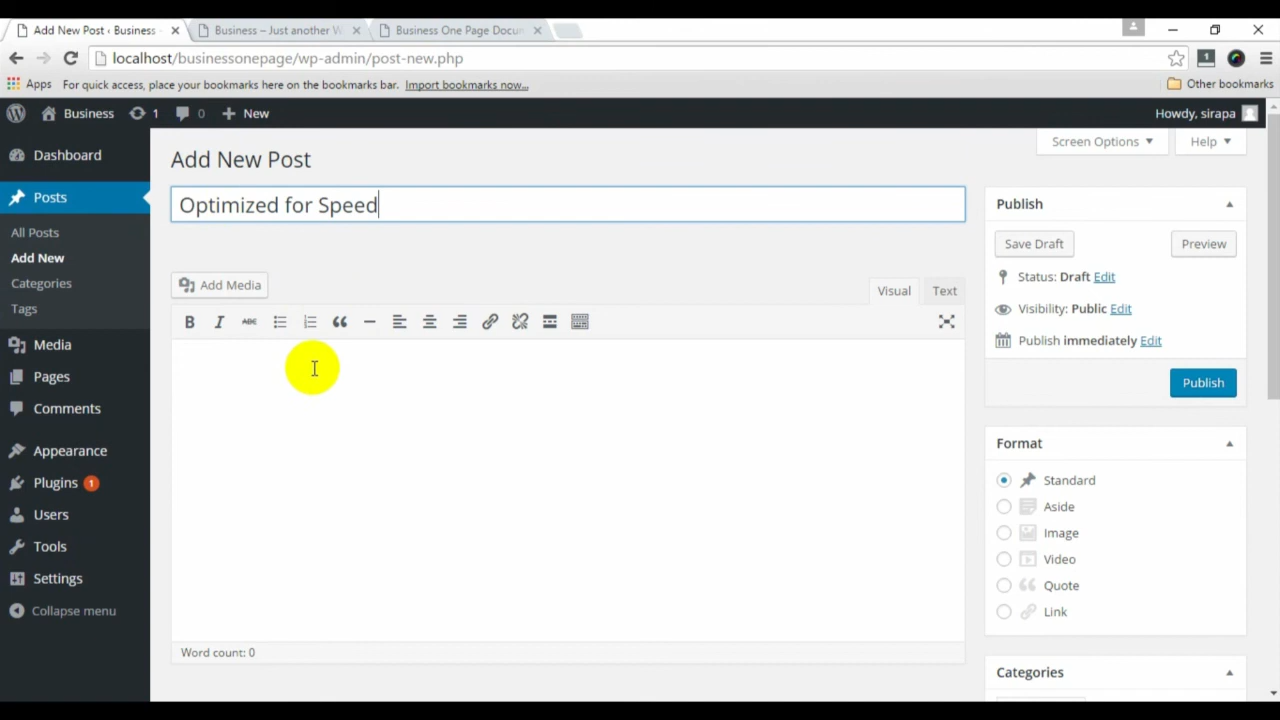 Add New Post ‹ Business
Business – Just another W
Business One Page Docu
localhost/businessonepage/wp-admin/post-new.php
1
Apps
For quick access, place your bookmarks here on the bookmarks bar. Import bookmarks now...
Other bookmarks
Business
1
0
New
Howdy, sirapa
Screen Options
Help
Dashboard
Posts
All Posts
Add New
Categories
Tags
Media
Pages
Comments
Appearance
Plugins 1
Users
Tools
Settings
Collapse menu
Add New Post
Optimized for Speed
Add Media
Visual
Text
B I ABC
Word count: 0
Publish
Save Draft
Preview
Status: Draft Edit
Visibility: Public Edit
Publish immediately Edit
Publish
Format
Standard
Aside
Image
Video
Quote
Link
Categories